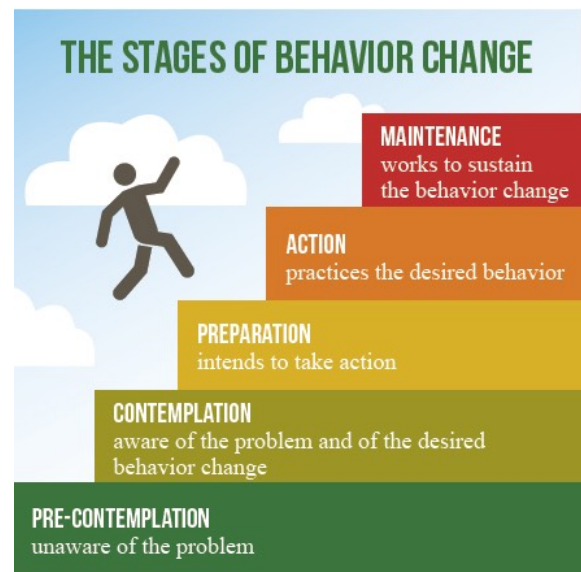 THE STAGES OF BEHAVIOR CHANGE
MAINTENANCE
works to sustain
the behavior change
ACTION
practices the desired behavior
PREPARATION
intends to take action
CONTEMPLATION
aware of the problem and of the desired
behavior change
PRE-CONTEMPLATION
unaware of the problem